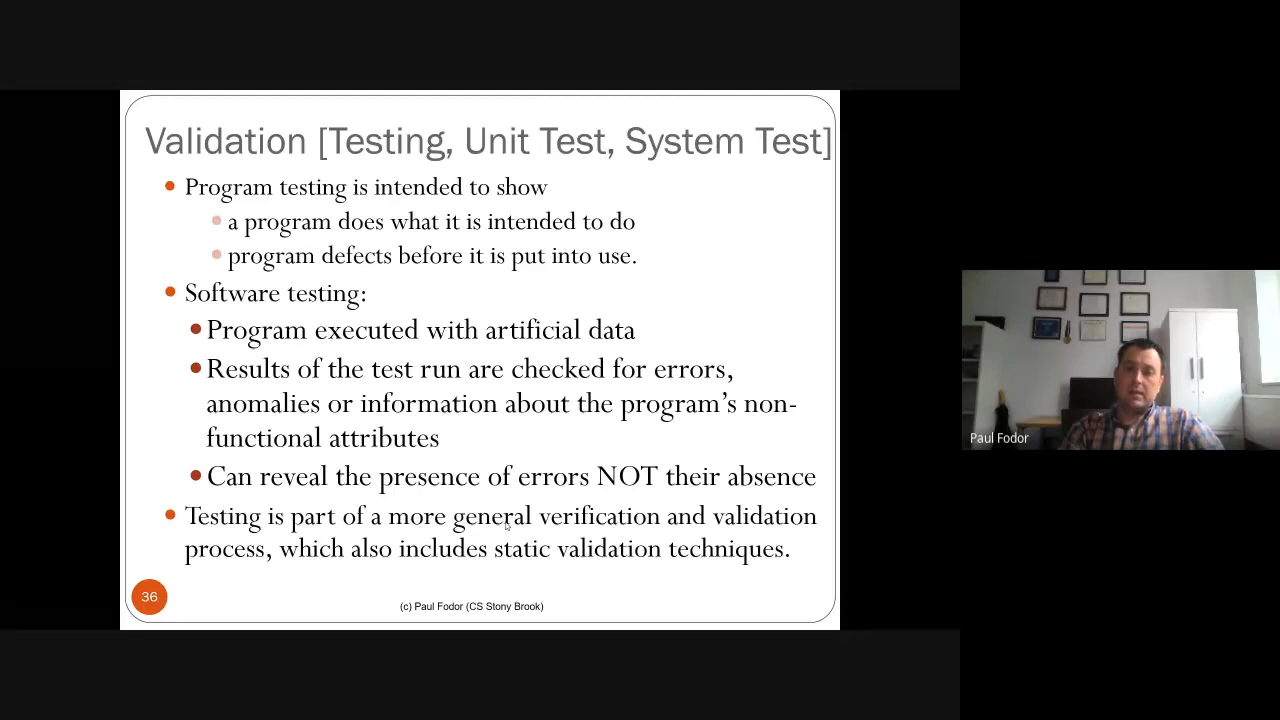 Validation [Testing, Unit Test, System Test]
Program testing is intended to show
a program does what it is intended to do
program defects before it is put into use.
Software testing:
Program executed with artificial data
Results of the test run are checked for errors,
anomalies or information about the program's non-
functional attributes
Can reveal the presence of errors NOT their absence
Testing is part of a more general verification and validation
process, which also includes static validation techniques.
36
(c) Paul Fodor (CS Stony Brook)
Paul Fodor